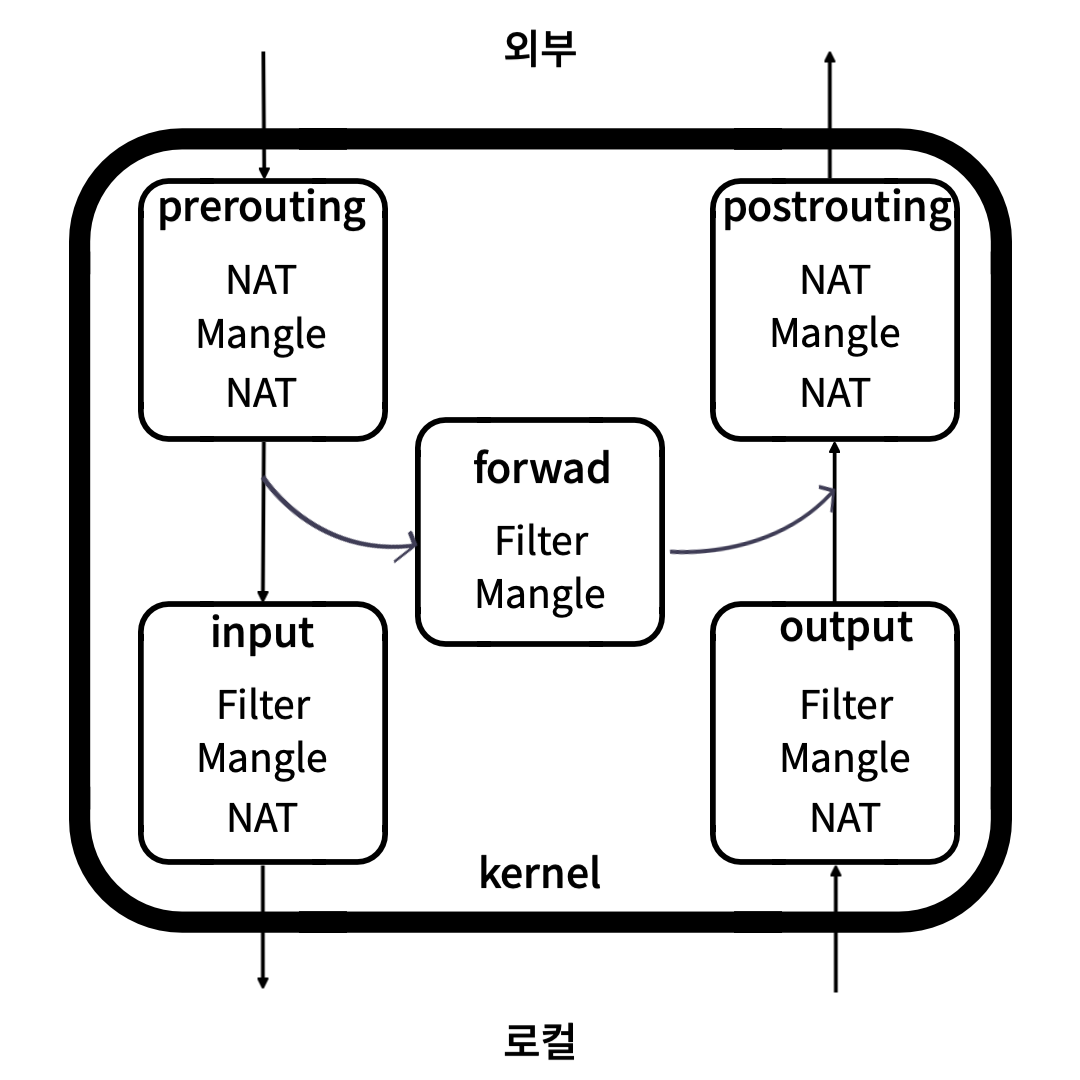 외부
prerouting
NAT
Mangle
NAT
postrouting
NAT
Mangle
NAT
forwad
Filter
Mangle
input
Filter
Mangle
NAT
output
Filter
Mangle
NAT
kernel
로컬